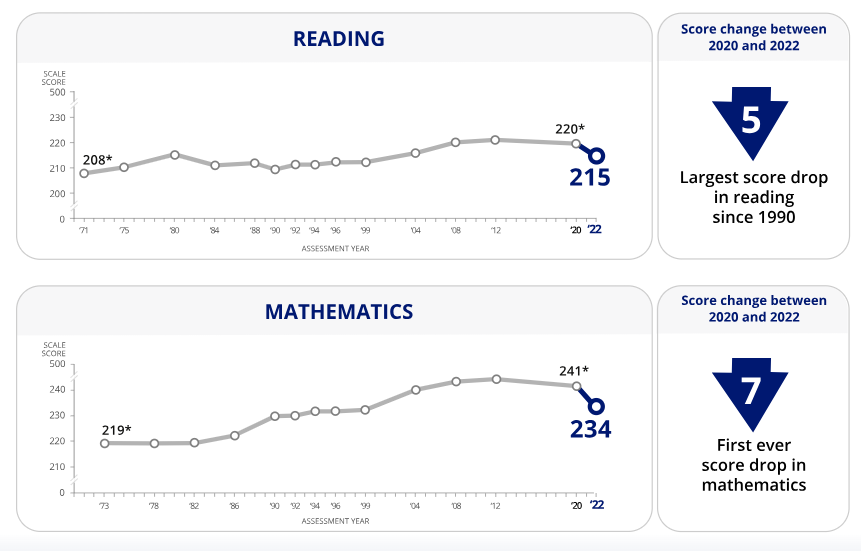 READING
SCALE
SCORE
500
230
220
210
200
0
208*
220*
215
'71 '75 '80 '84 '88 '90 '92 '94 '96 '99 '04 '08 '12 '20 '22
ASSESSMENT YEAR
Score change between
2020 and 2022
5
Largest score drop
in reading
since 1990
MATHEMATICS
SCALE
SCORE
500
240
230
220
210
0
219*
241*
234
'73 '78 '82 '86 '90 '92 '94 '96 '99 '04 '08 '12 '20 '22
ASSESSMENT YEAR
Score change between
2020 and 2022
7
First ever
score drop in
mathematics